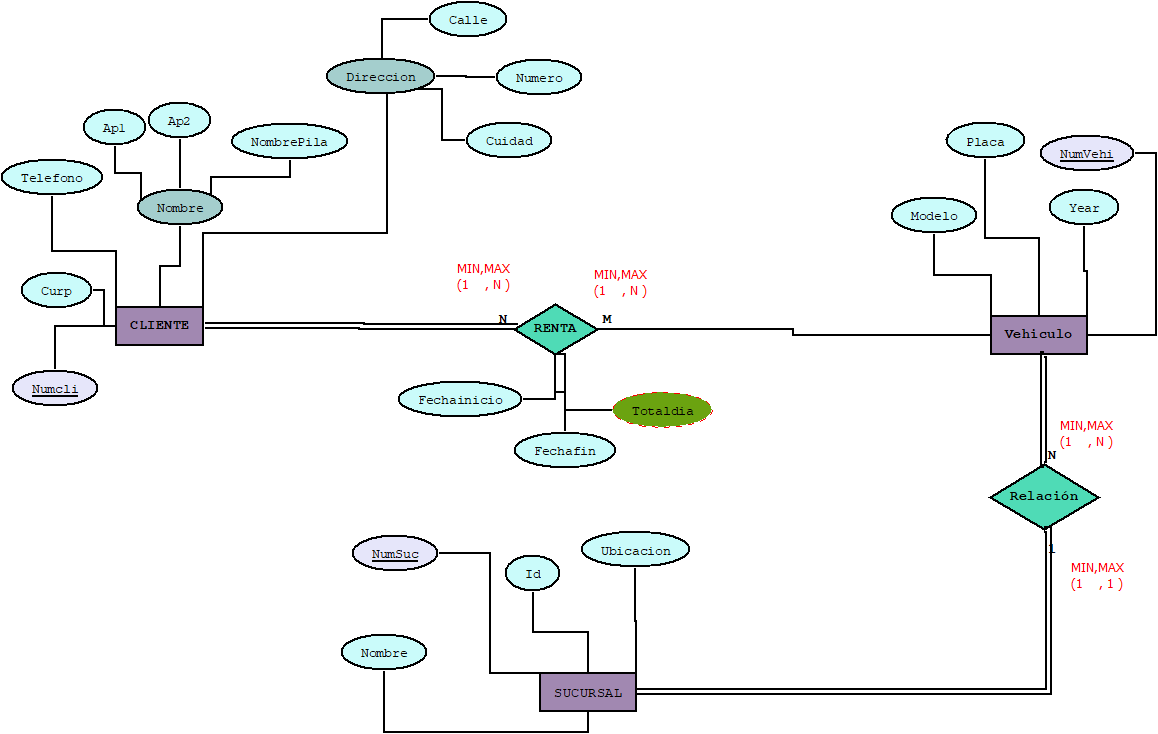 Calle
Direccion
Numero
Cuidad
Ap1
Ap2
NombrePila
Telefono
Nombre
Curp
CLIENTE
Numcli
MIN,MAX
(1 , N )
MIN,MAX
(1 , N )
N
RENTA
M
Fechainicio
Totaldia
Fechafin
Placa
NumVehi
Modelo
Year
Vehiculo
MIN,MAX
(1 , N )
N
Relación
1
MIN,MAX
(1 , 1 )
NumSuc
Id
Ubicacion
Nombre
SUCURSAL